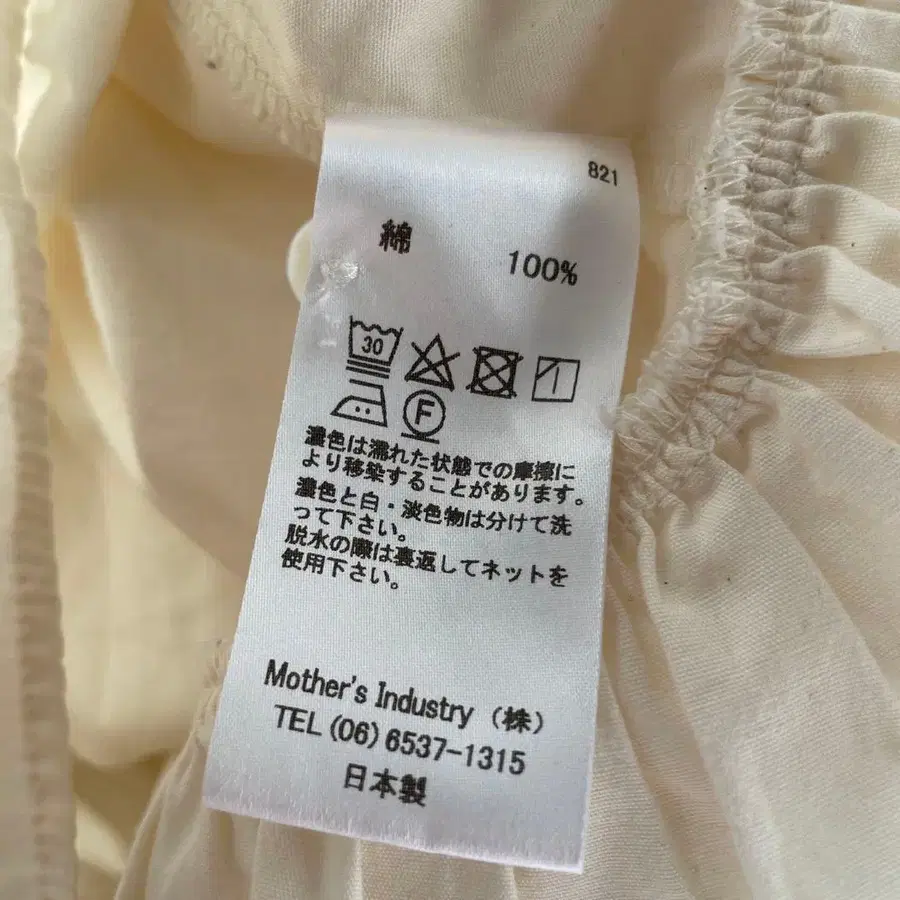 821
綿 100%
30
F
濃色は濡れた状態での摩擦に
より移染することがあります。
濃色と白・淡色物は分けて洗
って下さい。
脱水の際は裏返してネットを
使用下さい。
Mother's Industry (株)
TEL (06) 6537-1315
日本製